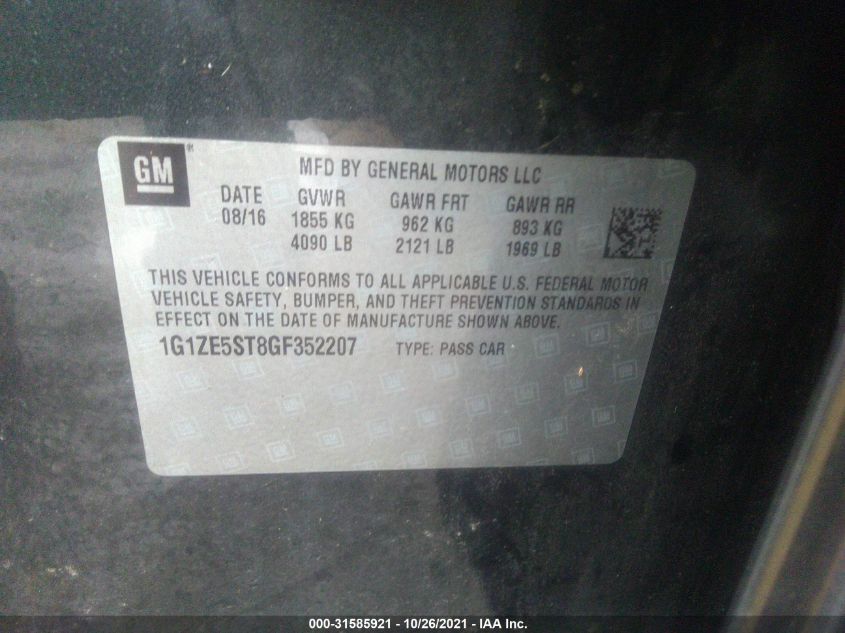 GM ®
MFD BY GENERAL MOTORS LLC
DATE GVWR GAWR FRT GAWR RR
08/16 1855 KG 962 KG 893 KG
4090 LB 2121 LB 1969 LB
THIS VEHICLE CONFORMS TO ALL APPLICABLE U.S. FEDERAL MOTOR
VEHICLE SAFETY, BUMPER, AND THEFT PREVENTION STANDARDS IN
EFFECT ON THE DATE OF MANUFACTURE SHOWN ABOVE.
1G1ZE5ST8GF352207 TYPE: PASS CAR
000-31585921 - 10/26/2021 - IAA Inc.